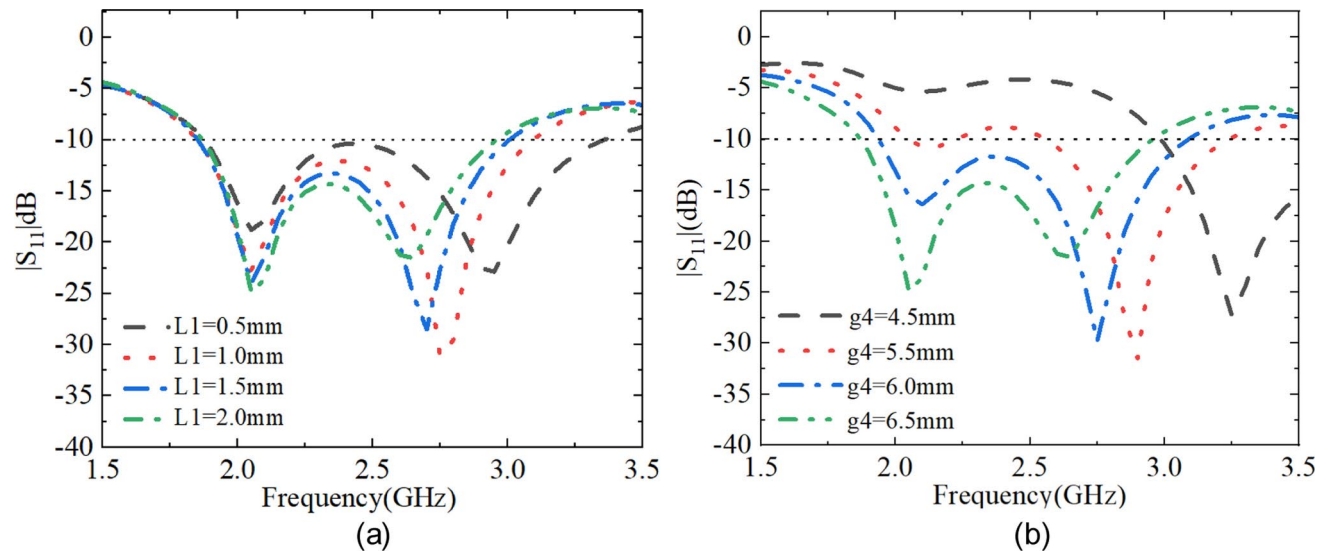 0
-5
-10
-15
-20
-25
-30
-35
-40
|S11|dB
L1=0.5mm
L1=1.0mm
L1=1.5mm
L1=2.0mm
1.5 2.0 2.5 3.0 3.5
Frequency(GHz)
(a)
0
-5
-10
-15
-20
-25
-30
-35
-40
|S11|(dB)
g4=4.5mm
g4=5.5mm
g4=6.0mm
g4=6.5mm
1.5 2.0 2.5 3.0 3.5
Frequency(GHz)
(b)